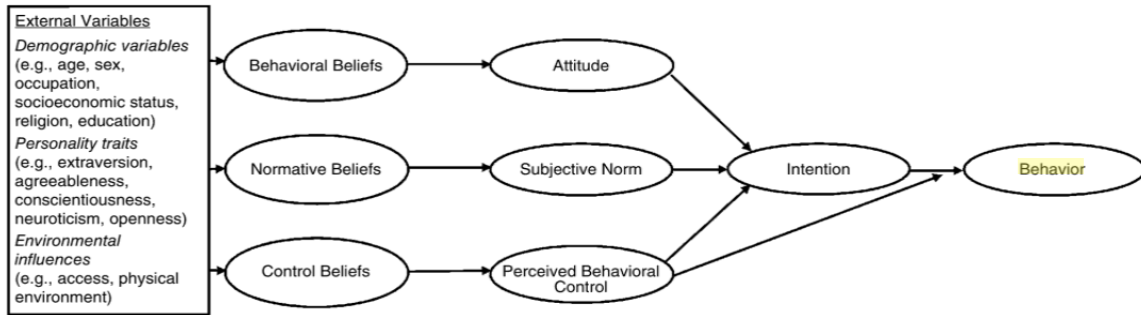 External Variables
Demographic variables
(e.g., age, sex,
occupation,
socioeconomic status,
religion, education)
Personality traits
(e.g., extraversion,
agreeableness,
conscientiousness,
neuroticism, openness)
Environmental
influences
(e.g., access, physical
environment)
Behavioral Beliefs
Attitude
Normative Beliefs
Subjective Norm
Intention
Behavior
Control Beliefs
Perceived Behavioral
Control